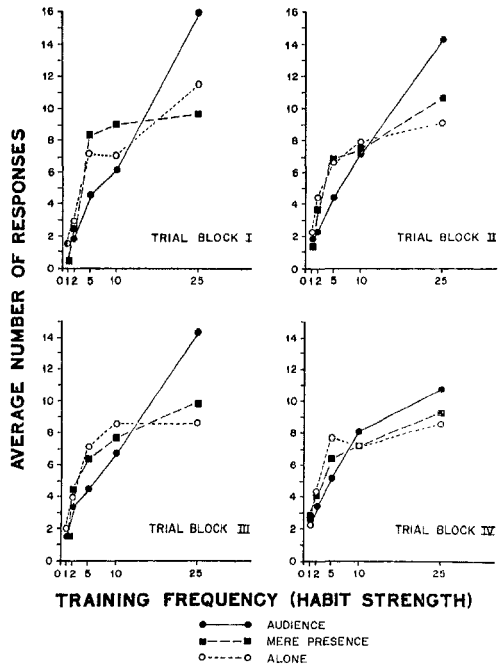 AVERAGE NUMBER OF RESPONSES
16
14
12
10
8
6
4
2
0
0 1 2 5 10 25
TRIAL BLOCK I
16
14
12
10
8
6
4
2
0
0 1 2 5 10 25
TRIAL BLOCK II
14
12
10
8
6
4
2
0
0 1 2 5 10 25
TRIAL BLOCK III
14
12
10
8
6
4
2
0
0 1 2 5 10 25
TRIAL BLOCK IV
TRAINING FREQUENCY (HABIT STRENGTH)
AUDIENCE
MERE PRESENCE
ALONE